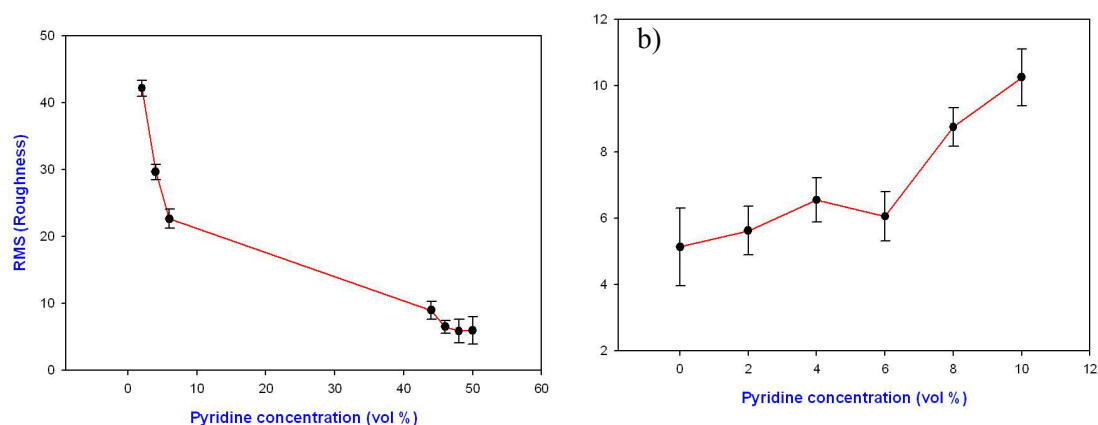 50
40
30
20
10
0
RMS (Roughness)
0 10 20 30 40 50 60
Pyridine concentration (vol %)
b)
12
10
8
6
4
2
0 2 4 6 8 10 12
Pyridine concentration (vol %)